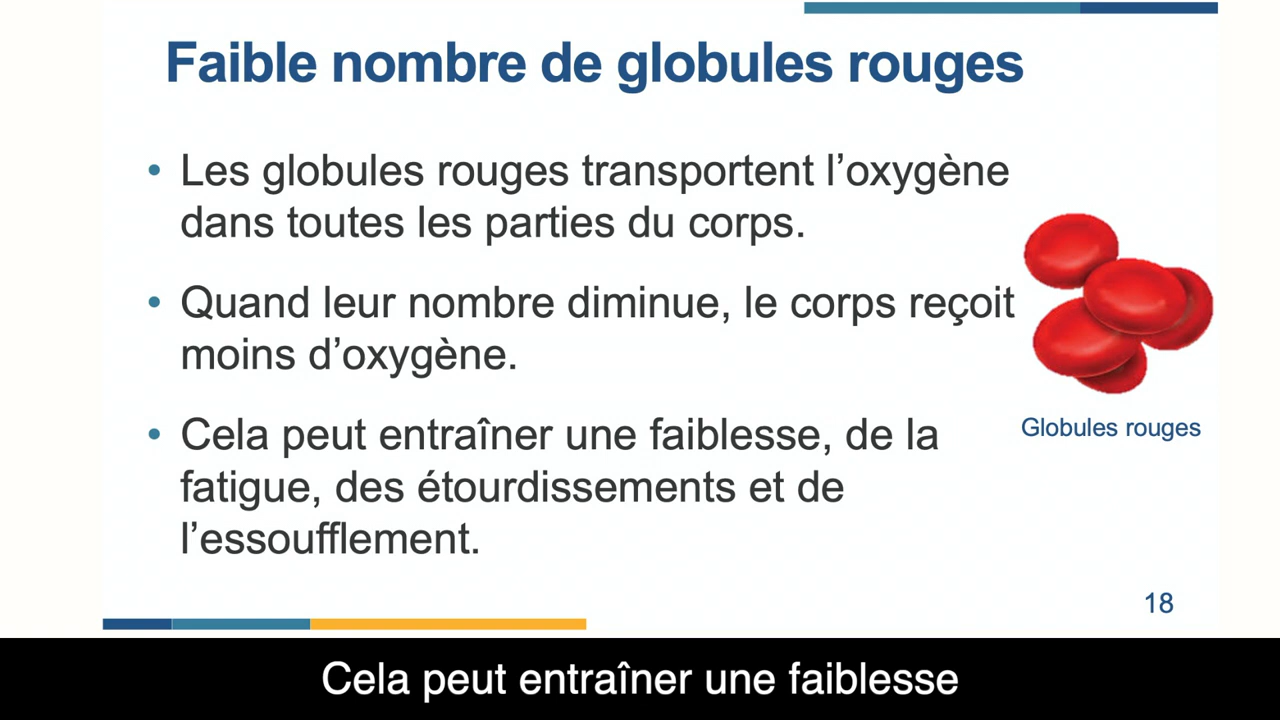 Faible nombre de globules rouges
• Les globules rouges transportent l’oxygène
dans toutes les parties du corps.
• Quand leur nombre diminue, le corps reçoit
moins d’oxygène.
• Cela peut entraîner une faiblesse, de la
fatigue, des étourdissements et de
l’essoufflement.
Globules rouges
18
Cela peut entraîner une faiblesse